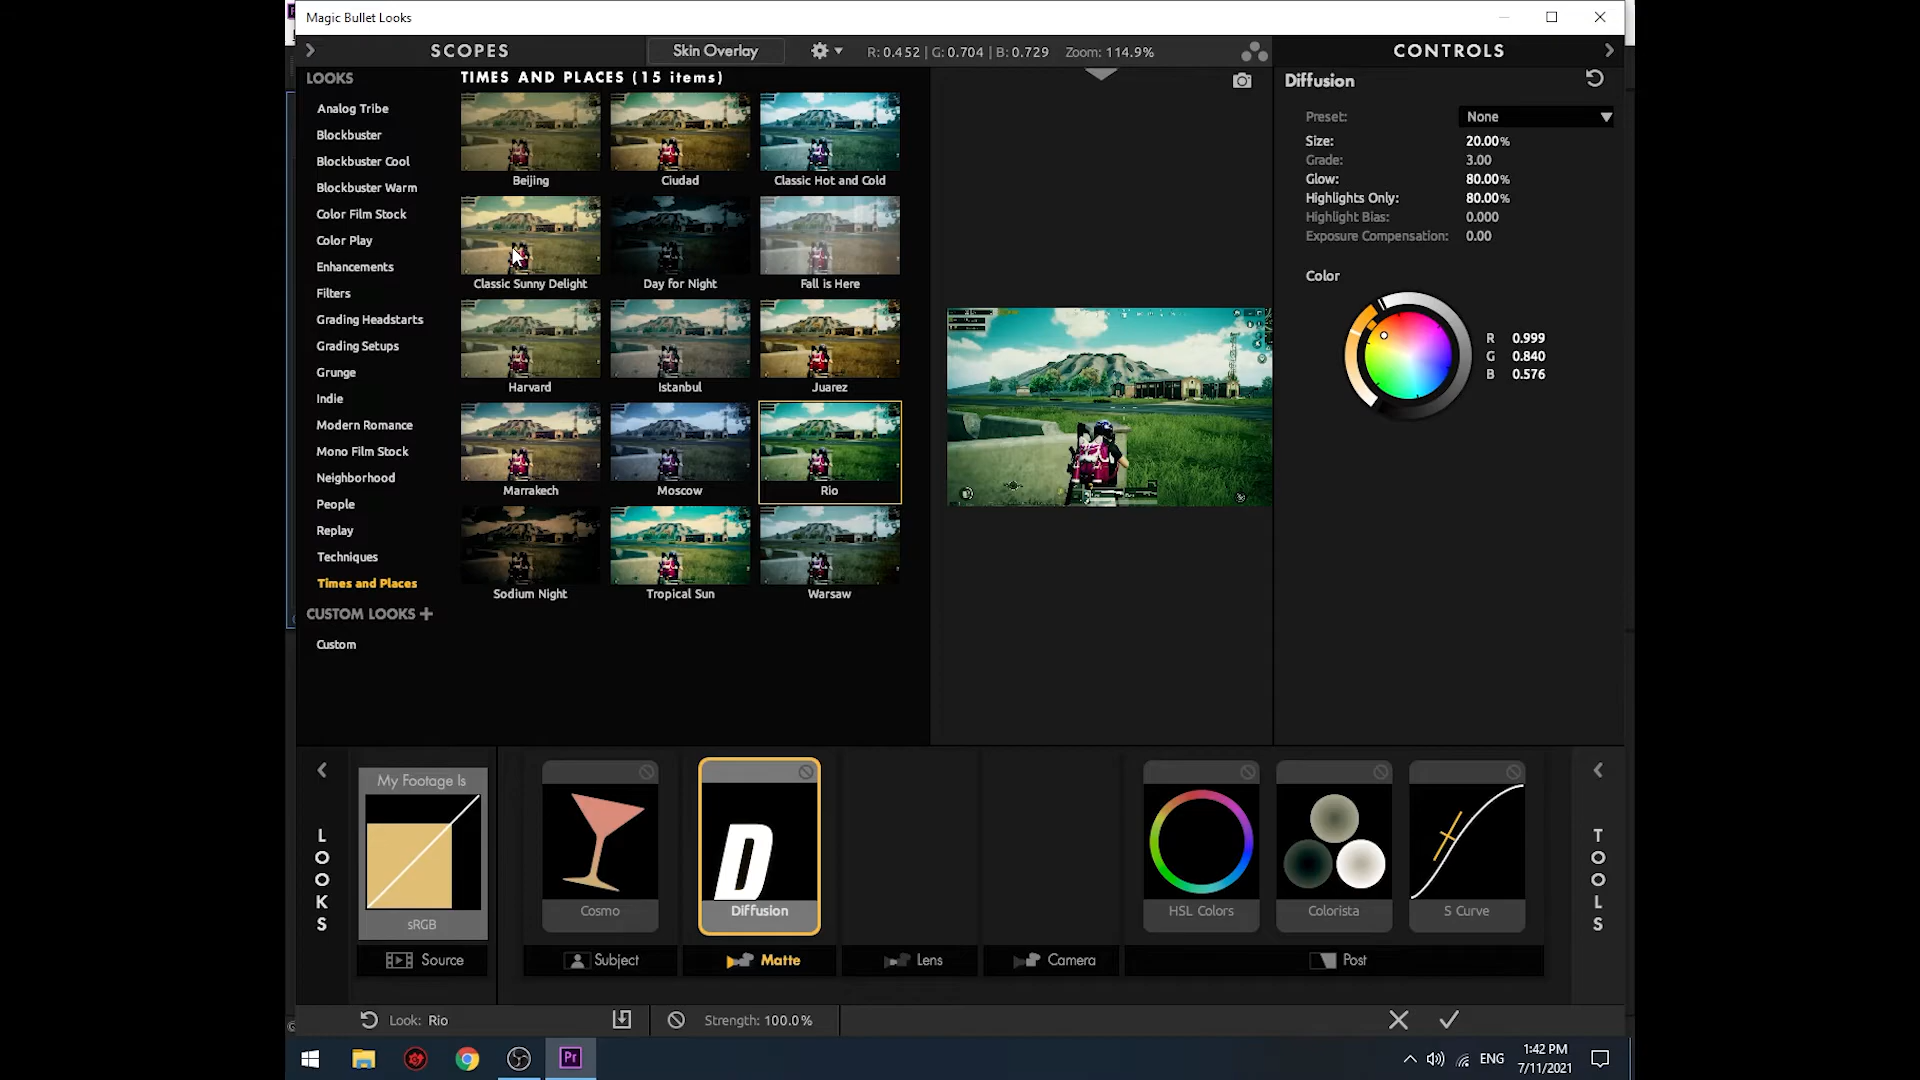 Magic Bullet Looks
SCOPES
Skin Overlay
R: 0.452 | G: 0.704 | B: 0.729 Zoom: 114.9%
CONTROLS
LOOKS
Analog Tribe
Blockbuster
Blockbuster Cool
Blockbuster Warm
Color Film Stock
Color Play
Enhancements
Filters
Grading Headstarts
Grading Setups
Grunge
Indie
Modern Romance
Mono Film Stock
Neighborhood
People
Replay
Techniques
Times and Places
CUSTOM LOOKS +
Custom
TIMES AND PLACES (15 items)
Beijing
Ciudad
Classic Hot and Cold
Classic Sunny Delight
Day for Night
Fall is Here
Harvard
Istanbul
Juarez
Marrakech
Moscow
Rio
Sodium Night
Tropical Sun
Warsaw
Diffusion
Preset: None
Size: 20.00%
Grade: 3.00
Glow: 80.00%
Highlights Only: 80.00%
Highlight Bias: 0.000
Exposure Compensation: 0.00
Color
R 0.999
G 0.840
B 0.576
LOOKS
My Footage Is
sRGB
Source
Cosmo
Subject
D
Diffusion
Matte
Lens
Camera
HSL Colors
Colorista
S Curve
Post
TOOLS
Look: Rio
Strength: 100.0%
Pr
ENG
1:42 PM
7/11/2021